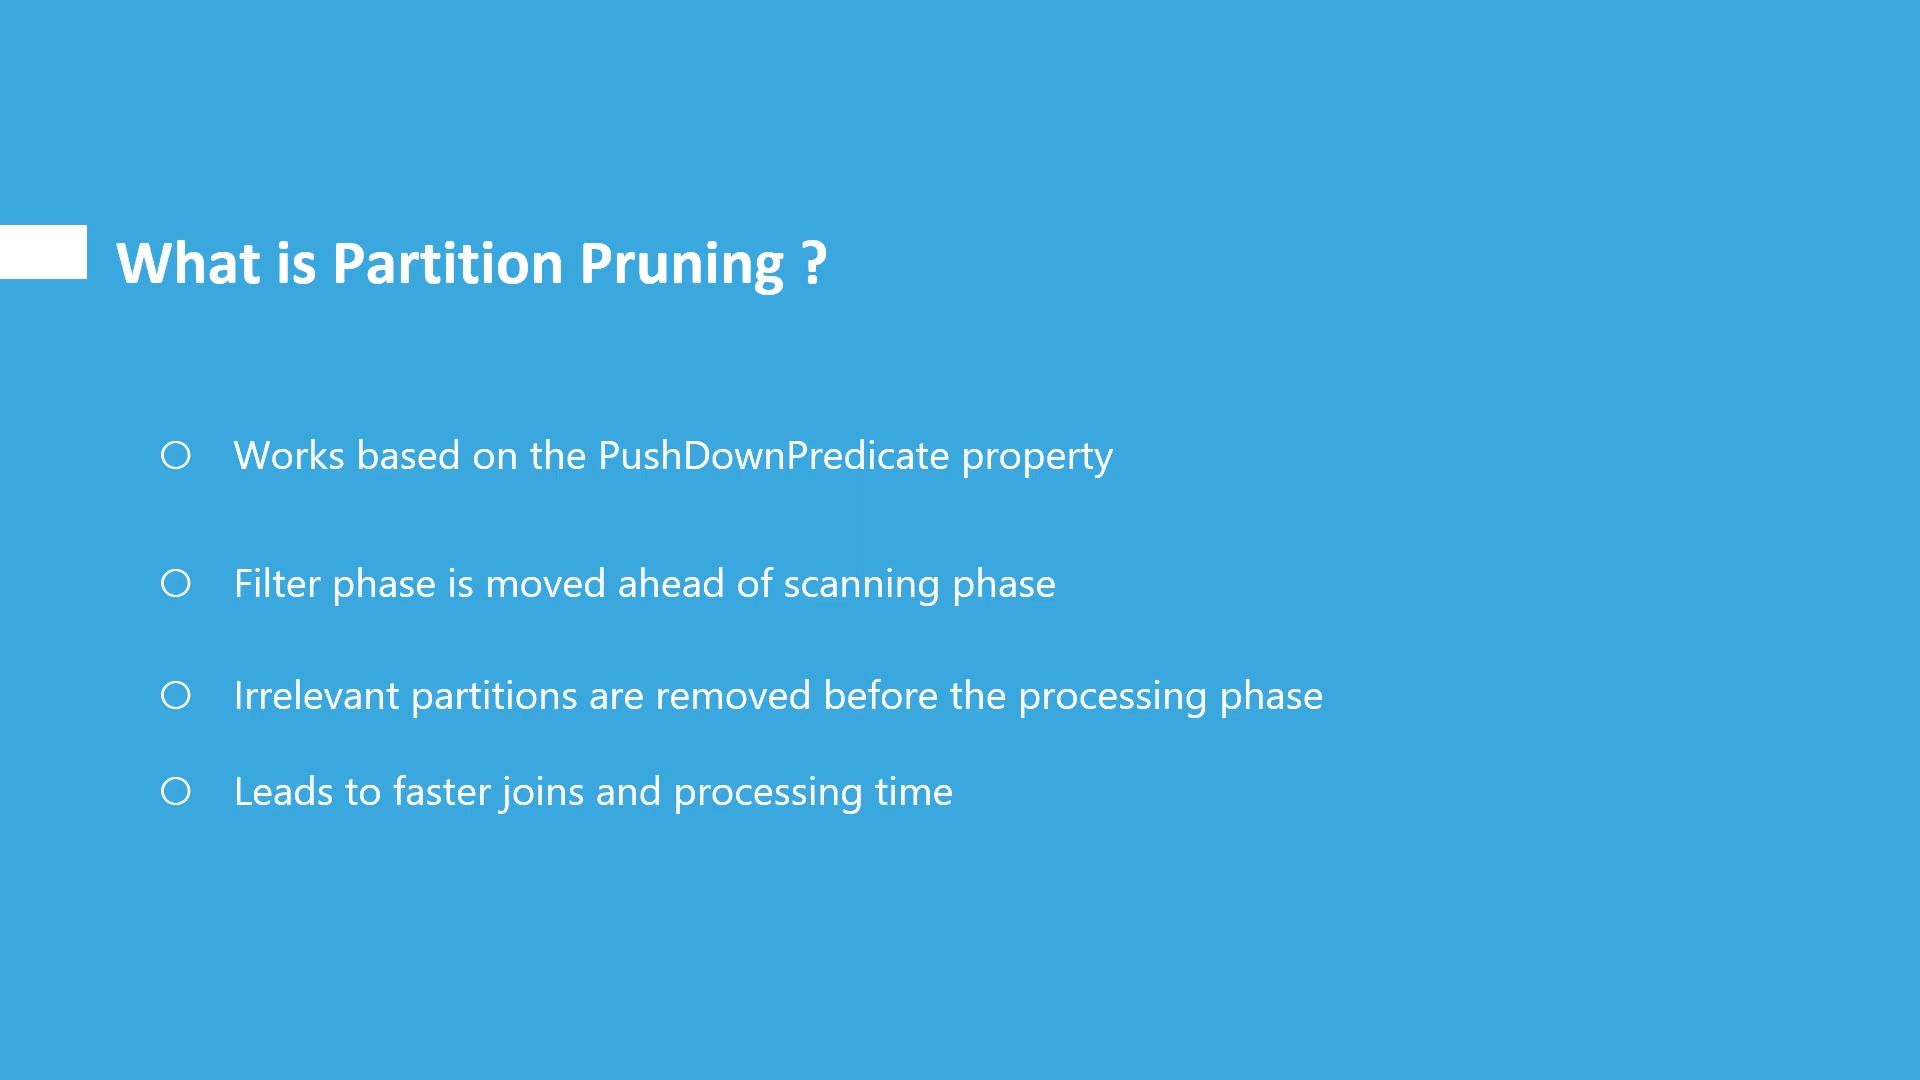 What is Partition Pruning ?
Works based on the PushDownPredicate property
Filter phase is moved ahead of scanning phase
Irrelevant partitions are removed before the processing phase
Leads to faster joins and processing time